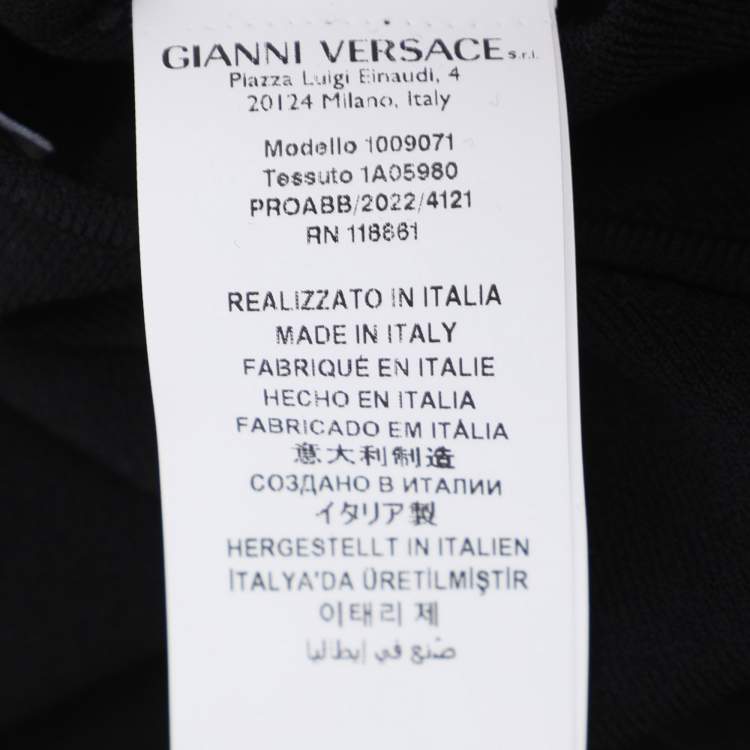 GIANNI VERSACE s.r.l.
Piazza Luigi Einaudi, 4
20124 Milano, Italy
Modello 1009071
Tessuto 1A05980
PROABB/2022/4121
RN 118861
REALIZZATO IN ITALIA
MADE IN ITALY
FABRIQUÉ EN ITALIE
HECHO EN ITALIA
FABRICADO EM ITÁLIA
意大利制造
СОЗДАНО В ИТАЛИИ
イタリア製
HERGESTELLT IN ITALIEN
İTALYA'DA ÜRETİLMİŞTİR
이태리 제
صنع في إيطاليا